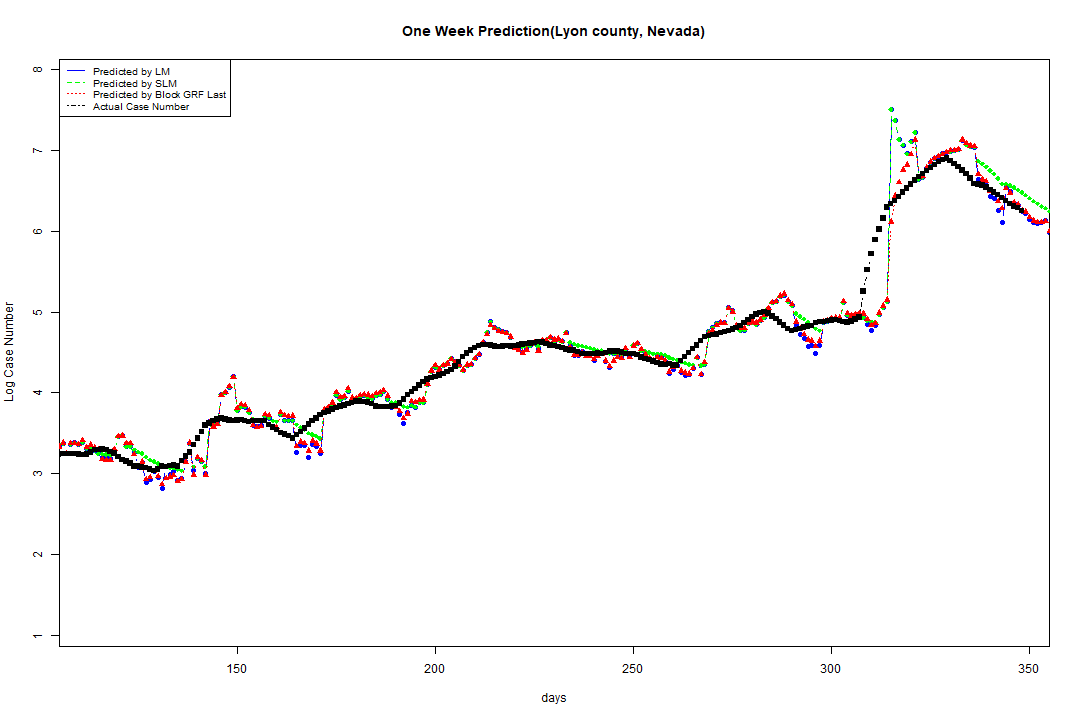 One Week Prediction(Lyon county, Nevada)
Predicted by LM
Predicted by SLM
Predicted by Block GRF Last
Actual Case Number
8
7
6
5
4
3
2
1
Log Case Number
150 200 250 300 350
days